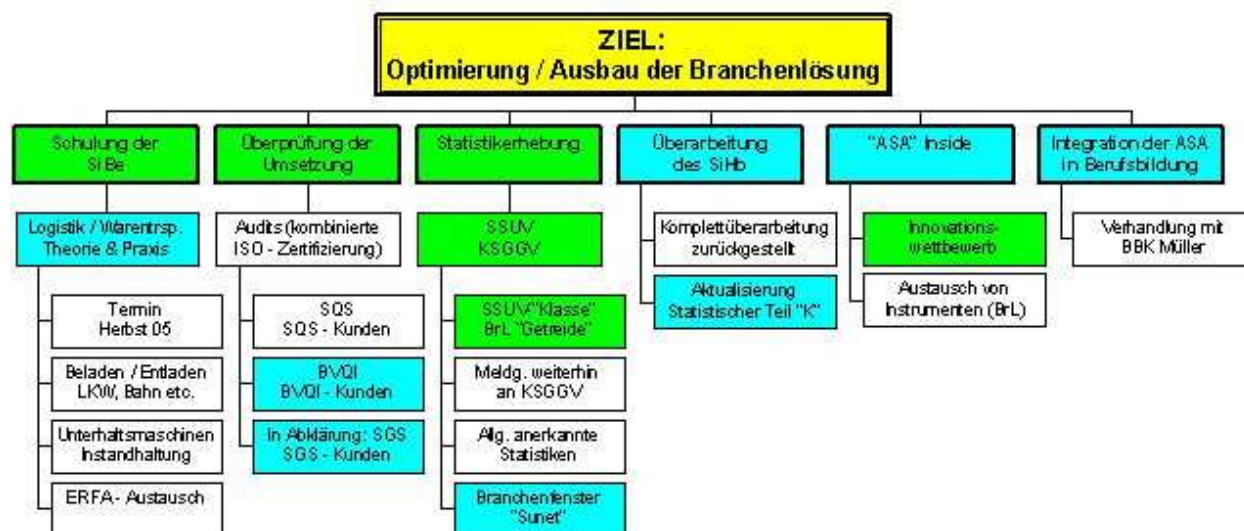 ZIEL:
Optimierung / Ausbau der Branchenlösung
Schulung der
SiBe
Überprüfung der
Umsetzung
Statistikerhebung
Überarbeitung
des SiHb
"ASA" Inside
Integration der ASA
in Berufsbildung
Logistik / Warentrsp.
Theorie & Praxis
Termin
Herbst 05
Beladen / Entladen
LKW, Bahn etc.
Unterhaltsmaschinen
Instandhaltung
ERFA - Austausch
Audits (kombinierte
ISO - Zertifizierung)
SQS
SQS - Kunden
BVQI
BVQI - Kunden
In Abklärung: SGS
SGS - Kunden
SSUV
KSGGV
SSUV "Klasse"
BrL "Getreide"
Meldg. weiterhin
an KSGGV
Allg. anerkannte
Statistiken
Branchenfenster
"Sunet"
Komplettüberarbeitung
zurückgestellt
Aktualisierung
Statistischer Teil "K"
Innovations-
wettbewerb
Austausch von
Instrumenten (BrL)
Verhandlung mit
BBK Müller